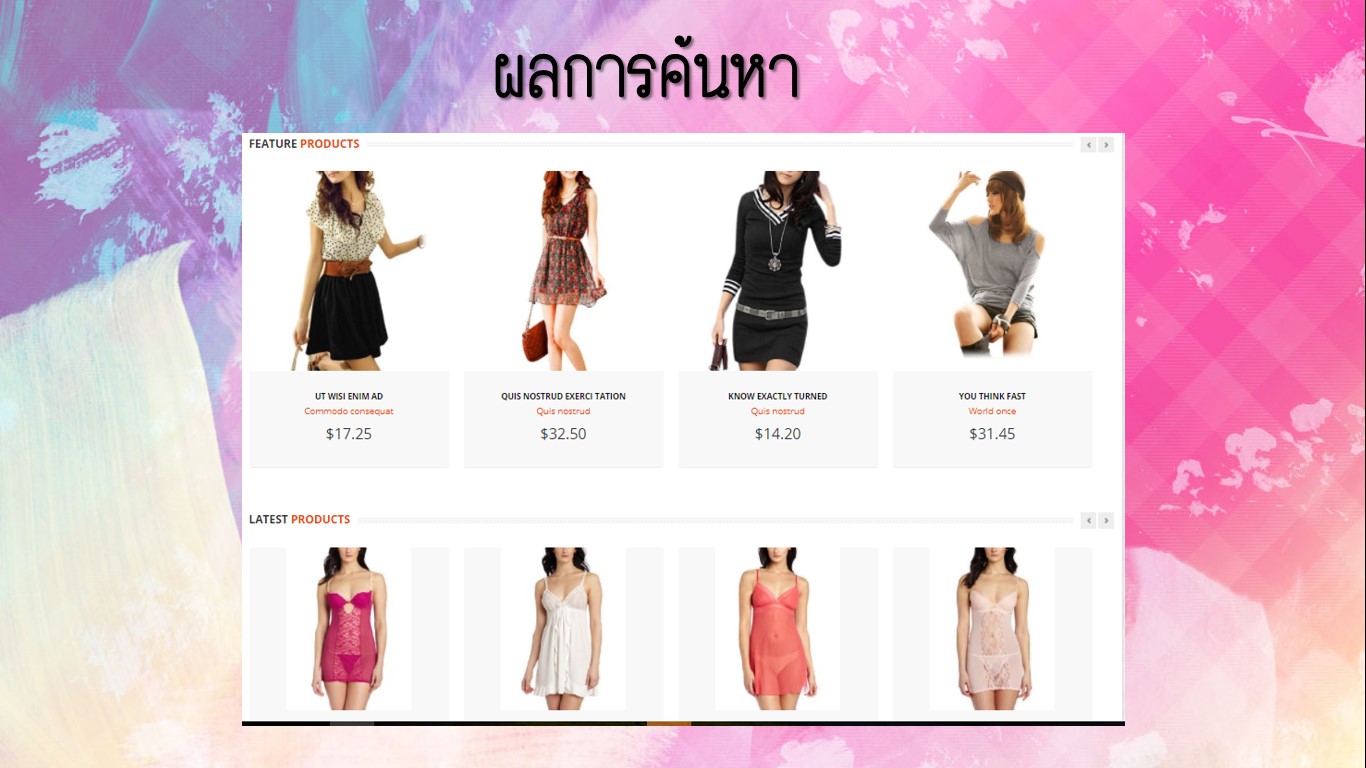 ผลการค้นหา
FEATURE PRODUCTS
UT WISI ENIM AD
Commodo consequat
$17.25
QUIS NOSTRUD EXERCI TATION
Quis nostrud
$32.50
KNOW EXACTLY TURNED
Quis nostrud
$14.20
YOU THINK FAST
World once
$31.45
LATEST PRODUCTS